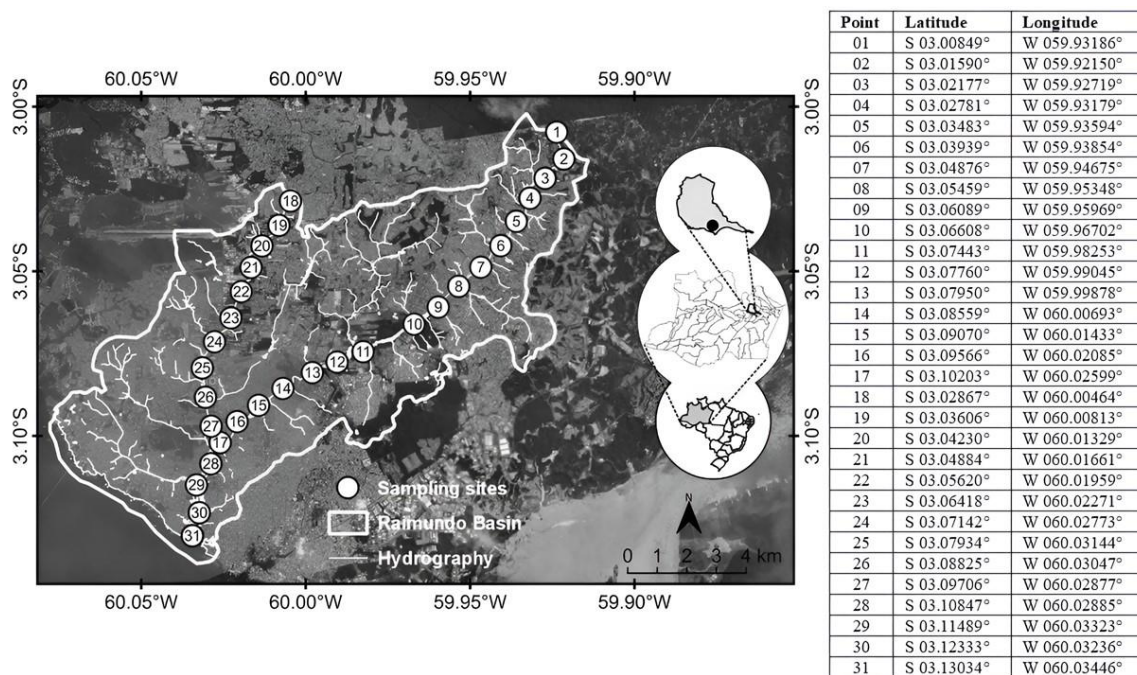 60.05°W 60.00°W 59.95°W 59.90°W
3.00°S
3.05°S
3.10°S
1
2
3
4
5
6
7
8
9
10
11
12
13
14
15
16
17
18
19
20
21
22
23
24
25
26
27
28
29
30
31
Sampling sites
Raimundo Basin
Hydrography
N
0 1 2 4 km
3.00°S
3.05°S
3.10°S
60.05°W 60.00°W 59.95°W 59.90°W
Point Latitude Longitude
01 S 03.00849° W 059.93186°
02 S 03.01590° W 059.92150°
03 S 03.02177° W 059.92719°
04 S 03.02781° W 059.93179°
05 S 03.03483° W 059.93594°
06 S 03.03939° W 059.93854°
07 S 03.04876° W 059.94675°
08 S 03.05459° W 059.95348°
09 S 03.06089° W 059.95969°
10 S 03.06608° W 059.96702°
11 S 03.07443° W 059.98253°
12 S 03.07760° W 059.99045°
13 S 03.07950° W 059.99878°
14 S 03.08559° W 060.00693°
15 S 03.09070° W 060.01433°
16 S 03.09566° W 060.02085°
17 S 03.10203° W 060.02599°
18 S 03.02867° W 060.00464°
19 S 03.03606° W 060.00813°
20 S 03.04230° W 060.01329°
21 S 03.04884° W 060.01661°
22 S 03.05620° W 060.01959°
23 S 03.06418° W 060.02271°
24 S 03.07142° W 060.02773°
25 S 03.07934° W 060.03144°
26 S 03.08825° W 060.03047°
27 S 03.09706° W 060.02877°
28 S 03.10847° W 060.02885°
29 S 03.11489° W 060.03323°
30 S 03.12333° W 060.03236°
31 S 03.13034° W 060.03446°